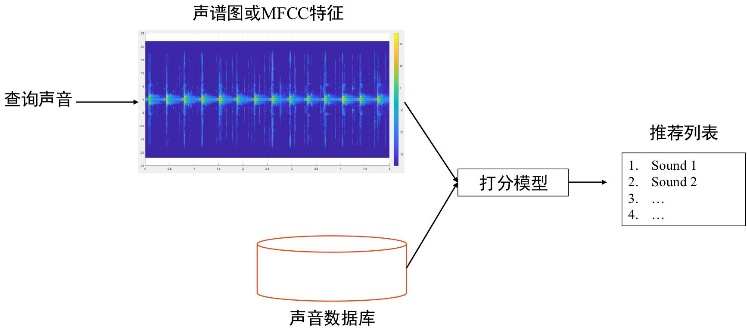 声谱图或MFCC特征
查询声音
打分模型
推荐列表
1. Sound 1
2. Sound 2
3. …
4. …
声音数据库